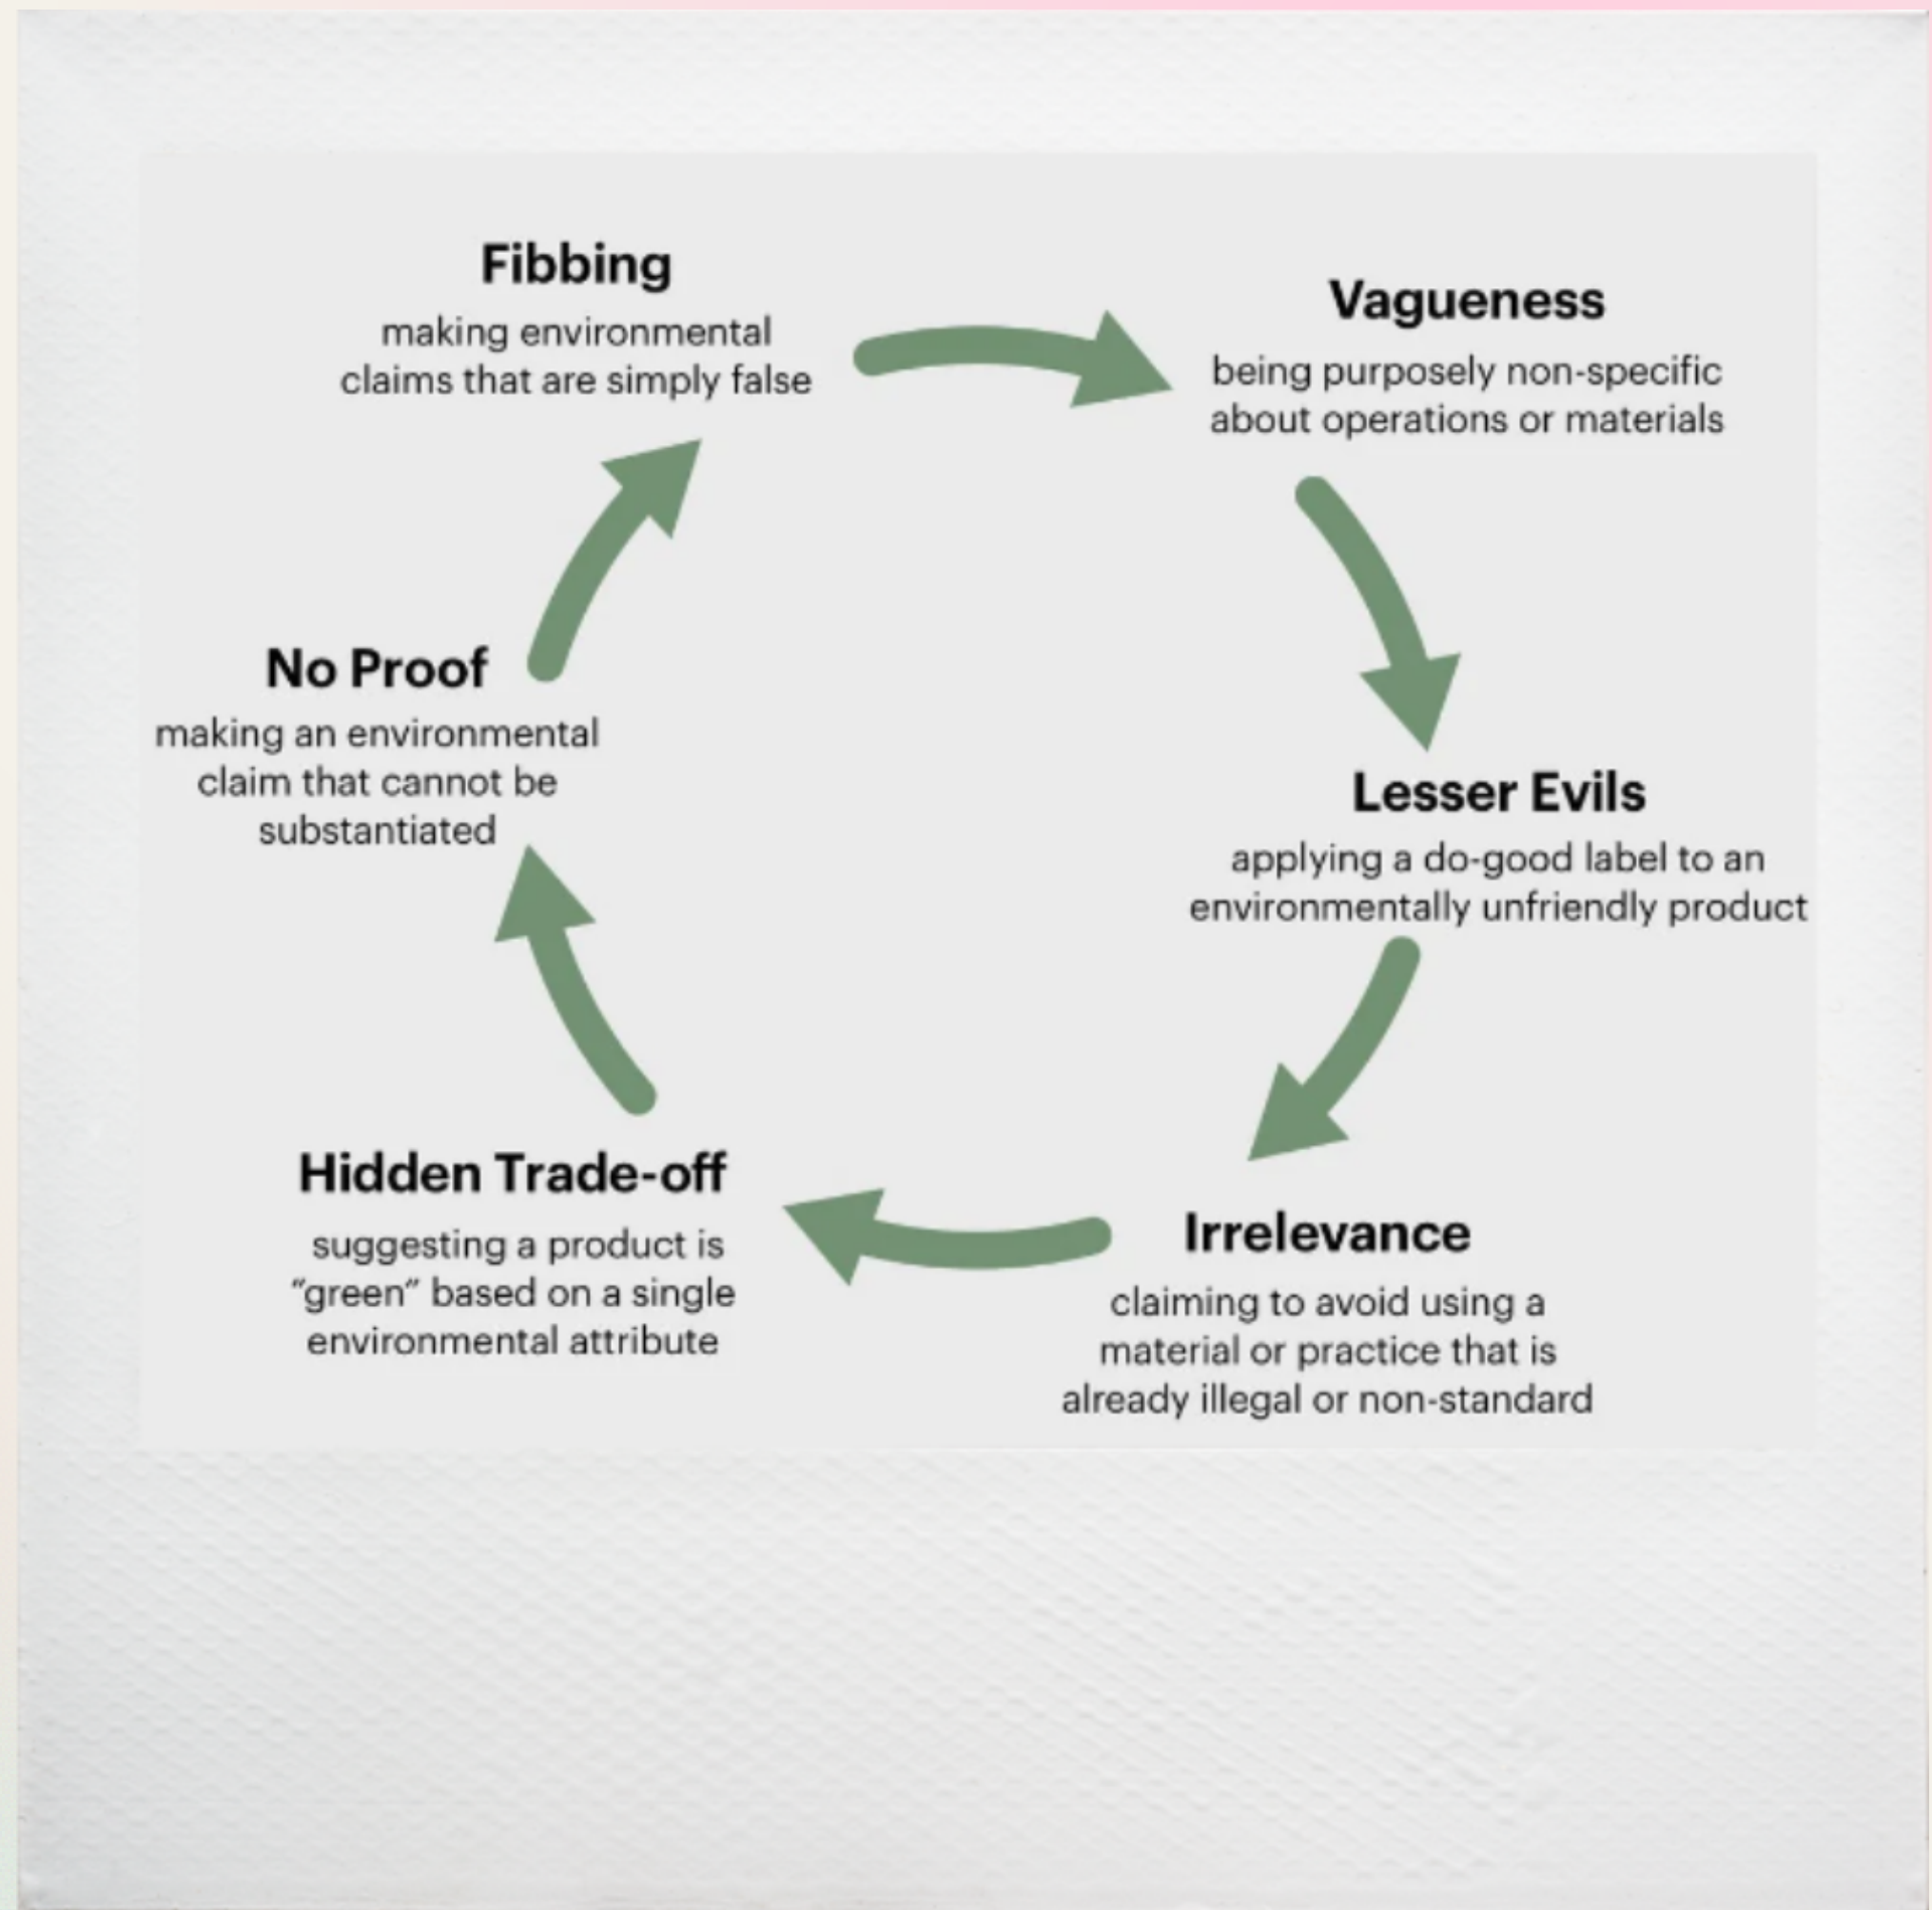 Fibbing
making environmental
claims that are simply false
Vagueness
being purposely non-specific
about operations or materials
Lesser Evils
applying a do-good label to an
environmentally unfriendly product
Irrelevance
claiming to avoid using a
material or practice that is
already illegal or non-standard
Hidden Trade-off
suggesting a product is
“green” based on a single
environmental attribute
No Proof
making an environmental
claim that cannot be
substantiated